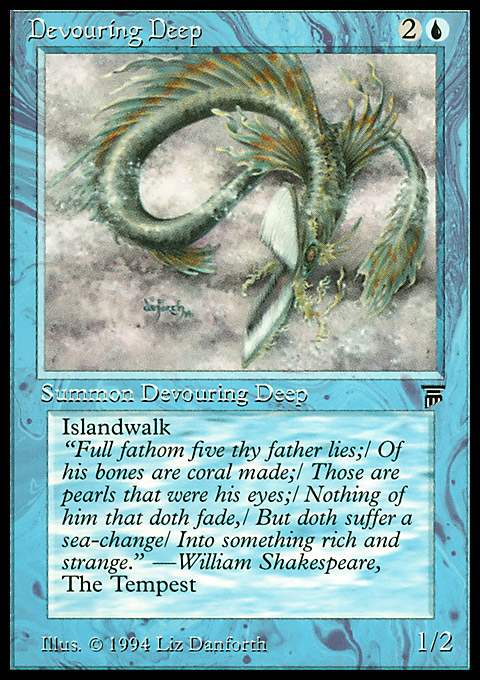 Devouring Deep 2
Danforth
Summon Devouring Deep
Islandwalk
“Full fathom five thy father lies;/ Of
his bones are coral made;/ Those are
pearls that were his eyes;/ Nothing of
him that doth fade,/ But doth suffer a
sea-change/ Into something rich and
strange.” —William Shakespeare,
The Tempest
Illus. © 1994 Liz Danforth 1/2